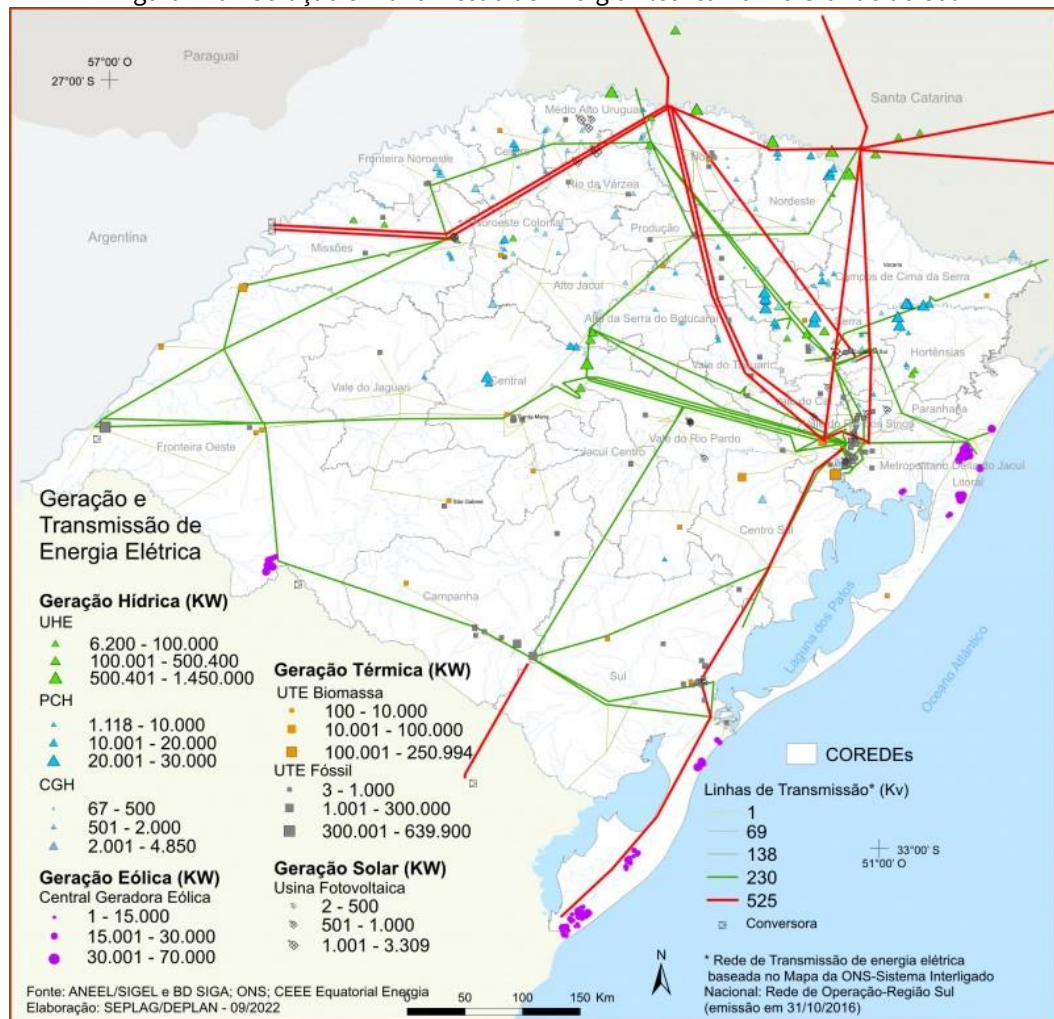 Paraguai
57°00' O
27°00' S
Santa Catarina
Médio Alto Uruguai
Fronteira Noroeste
Rio da Várzea
Nordeste
Noroeste Colonial
Argentina
Missões
Produção
Vacaria
Campos de Cima da Serra
Alto Jacuí
Alto da Serra do Botucaraí
Hortênsias
Vale do Jaguari
Central
Santa Maria
Fronteira Oeste
Vale do Rio Pardo
Jacuí Centro
Metropolitano Delta do Jacuí
Litoral
São Gabriel
Centro Sul
Campanha
Sul
Laguna dos Patos
Oceano Atlântico
Geração e
Transmissão de
Energia Elétrica
Geração Hídrica (KW)
UHE
6.200 - 100.000
100.001 - 500.400
500.401 - 1.450.000
PCH
1.118 - 10.000
10.001 - 20.000
20.001 - 30.000
CGH
67 - 500
501 - 2.000
2.001 - 4.850
Geração Eólica (KW)
Central Geradora Eólica
1 - 15.000
15.001 - 30.000
30.001 - 70.000
Geração Térmica (KW)
UTE Biomassa
100 - 10.000
10.001 - 100.000
100.001 - 250.994
UTE Fóssil
3 - 1.000
1.001 - 300.000
300.001 - 639.900
Geração Solar (KW)
Usina Fotovoltaica
2 - 500
501 - 1.000
1.001 - 3.309
COREDEs
Linhas de Transmissão* (Kv)
1
69
138
230
525
Conversora
33°00' S
51°00' O
N
0 50 100 150 Km
* Rede de Transmissão de energia elétrica
baseada no Mapa da ONS-Sistema Interligado
Nacional: Rede de Operação-Região Sul
(emissão em 31/10/2016)
Fonte: ANEEL/SIGEL e BD SIGA; ONS; CEEE Equatorial Energia
Elaboração: SEPLAG/DEPLAN - 09/2022